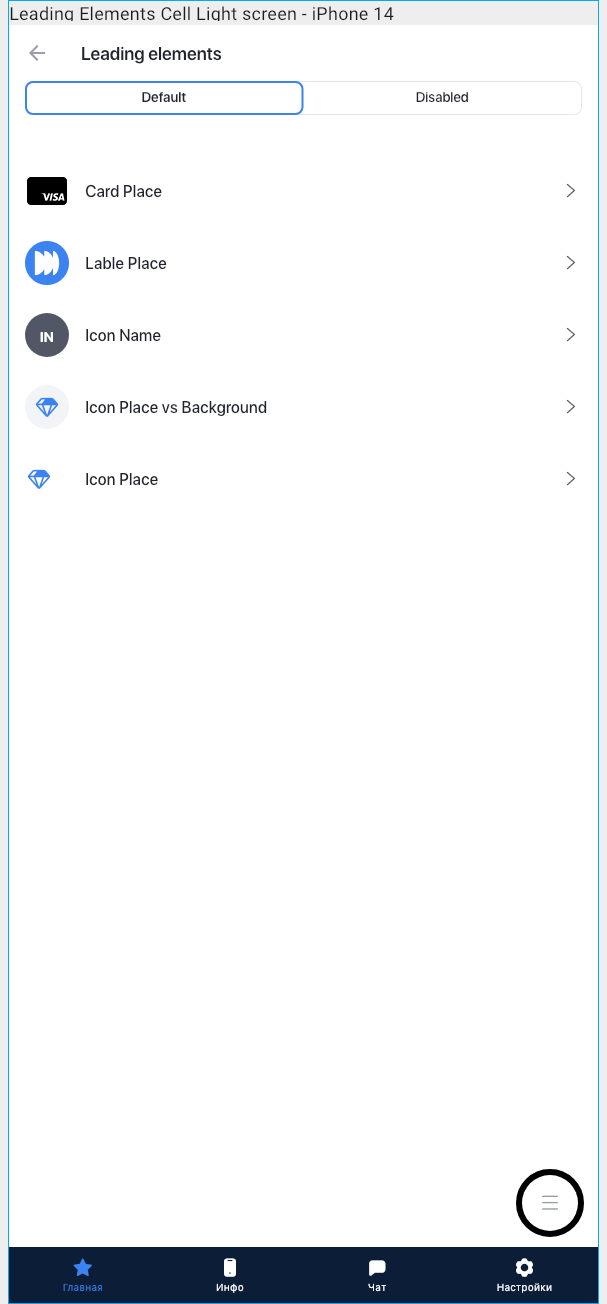 Leading Elements Cell Light screen - iPhone 14
Leading elements
Default Disabled
VISA Card Place
Lable Place
IN Icon Name
Icon Place vs Background
Icon Place
Главная Инфо Чат Настройки